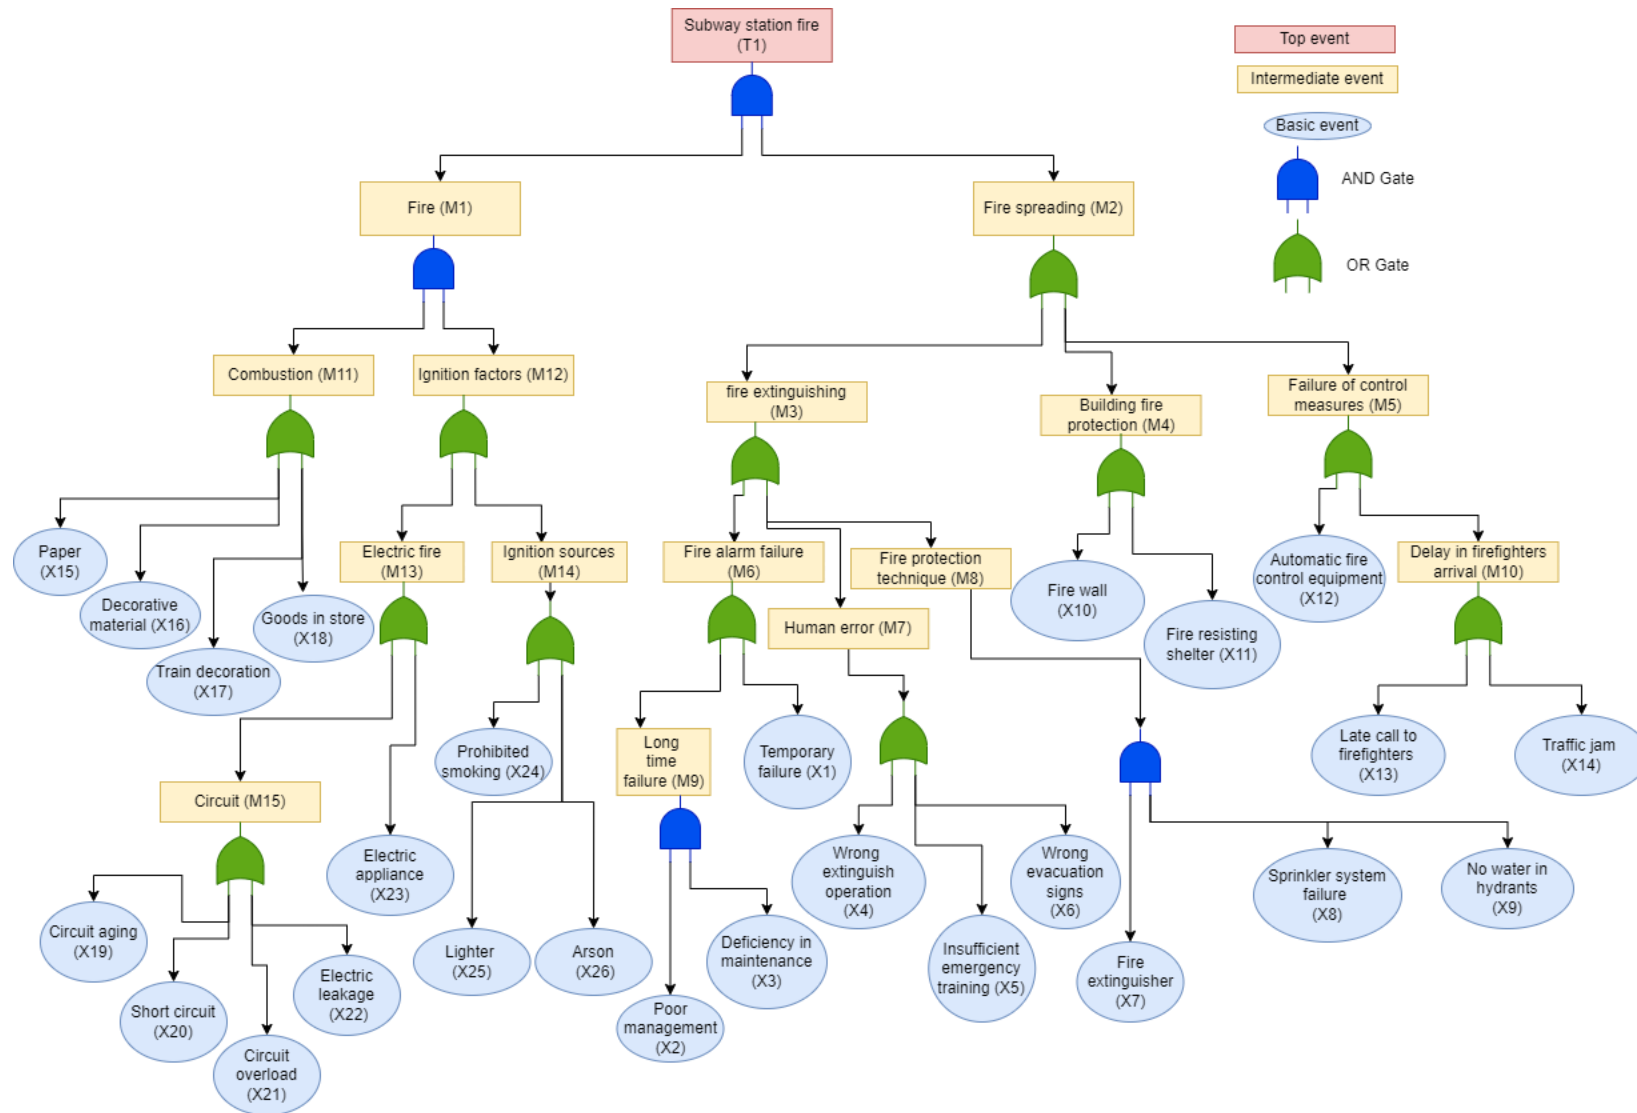 Subway station fire
(T1)
Top event
Intermediate event
Basic event
AND Gate
OR Gate
Fire (M1)
Fire spreading (M2)
Combustion (M11)
Ignition factors (M12)
fire extinguishing
(M3)
Building fire
protection (M4)
Failure of control
measures (M5)
Paper
(X15)
Decorative
material (X16)
Train decoration
(X17)
Goods in store
(X18)
Electric fire
(M13)
Ignition sources
(M14)
Fire alarm failure
(M6)
Human error (M7)
Fire protection
technique (M8)
Fire wall
(X10)
Fire resisting
shelter (X11)
Automatic fire
control equipment
(X12)
Delay in firefighters
arrival (M10)
Circuit (M15)
Electric
appliance
(X23)
Prohibited
smoking (X24)
Lighter
(X25)
Arson
(X26)
Long
time
failure (M9)
Temporary
failure (X1)
Late call to
firefighters
(X13)
Traffic jam
(X14)
Circuit aging
(X19)
Short circuit
(X20)
Circuit
overload
(X21)
Electric
leakage
(X22)
Poor
management
(X2)
Deficiency in
maintenance
(X3)
Wrong
extinguish
operation
(X4)
Insufficient
emergency
training (X5)
Wrong
evacuation
signs
(X6)
Fire
extinguisher
(X7)
Sprinkler system
failure
(X8)
No water in
hydrants
(X9)